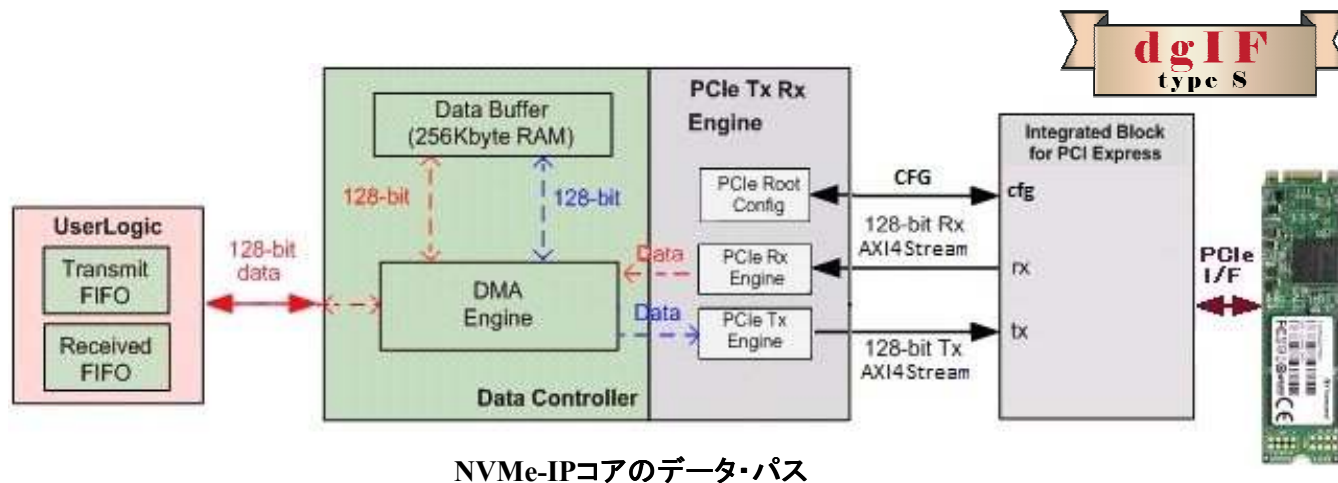 dgIF
type S
UserLogic
Transmit
FIFO
Received
FIFO
128-bit
data
Data Buffer
(256Kbyte RAM)
128-bit
128-bit
DMA
Engine
Data Controller
Data
Data
PCIe Tx Rx
Engine
PCIe Root
Config
PCIe Rx
Engine
PCIe Tx
Engine
CFG
128-bit Rx
AXI4Stream
128-bit Tx
AXI4Stream
Integrated Block
for PCI Express
cfg
rx
tx
PCIe
I/F
NVMe-IPコアのデータ・パス